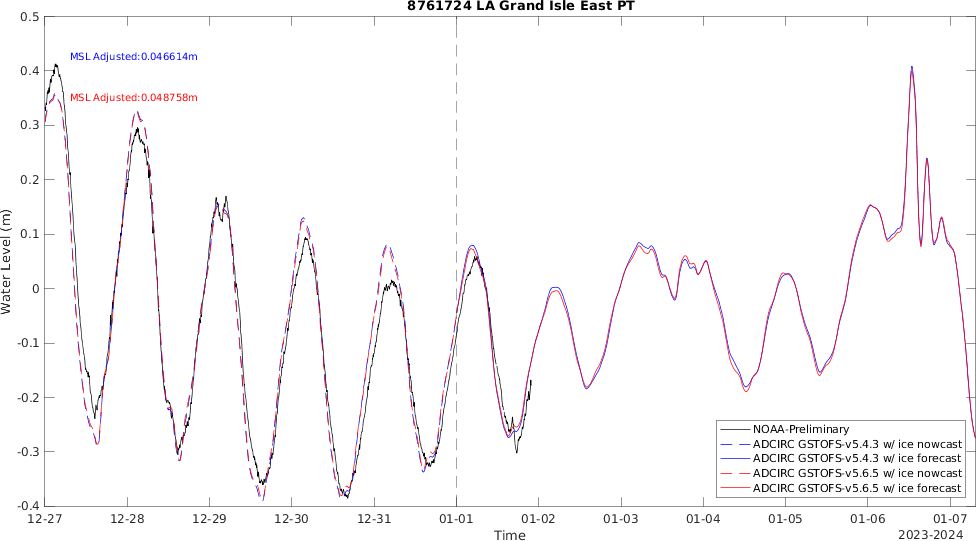 8761724 LA Grand Isle East PT
MSL Adjusted:0.046614m
MSL Adjusted:0.048758m
Water Level (m)
0.5
0.4
0.3
0.2
0.1
0
-0.1
-0.2
-0.3
-0.4
NOAA-Preliminary
ADCIRC GSTOFS-v5.4.3 w/ ice nowcast
ADCIRC GSTOFS-v5.4.3 w/ ice forecast
ADCIRC GSTOFS-v5.6.5 w/ ice nowcast
ADCIRC GSTOFS-v5.6.5 w/ ice forecast
12-27 12-28 12-29 12-30 12-31 01-01 01-02 01-03 01-04 01-05 01-06 01-07
Time
2023-2024